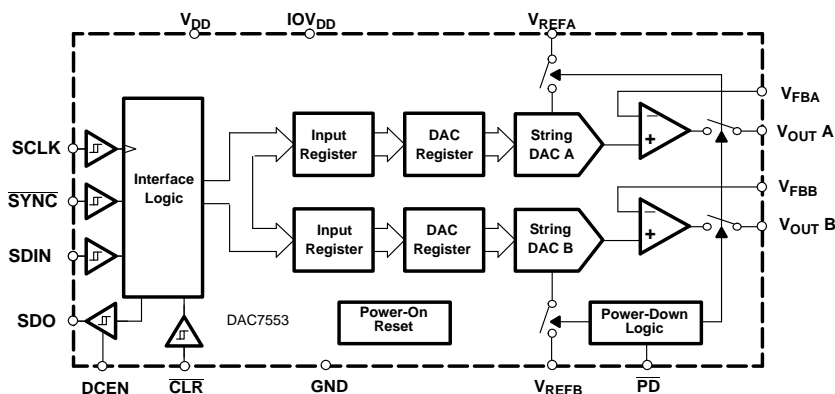 VDD
IOVDD
VREFA
VFBA
SCLK
Interface
Logic
Input
Register
DAC
Register
String
DAC A
−
+
VOUT A
SYNC
VFBB
SDIN
Input
Register
DAC
Register
String
DAC B
−
+
VOUT B
SDO
DAC7553
Power-On
Reset
Power-Down
Logic
DCEN
CLR
GND
VREFB
PD